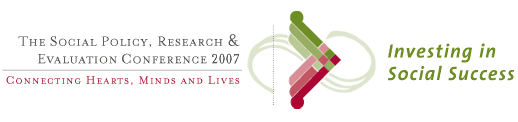 The Social Policy, Research &
Evaluation Conference 2007
Connecting Hearts, Minds and Lives
Investing in
Social Success